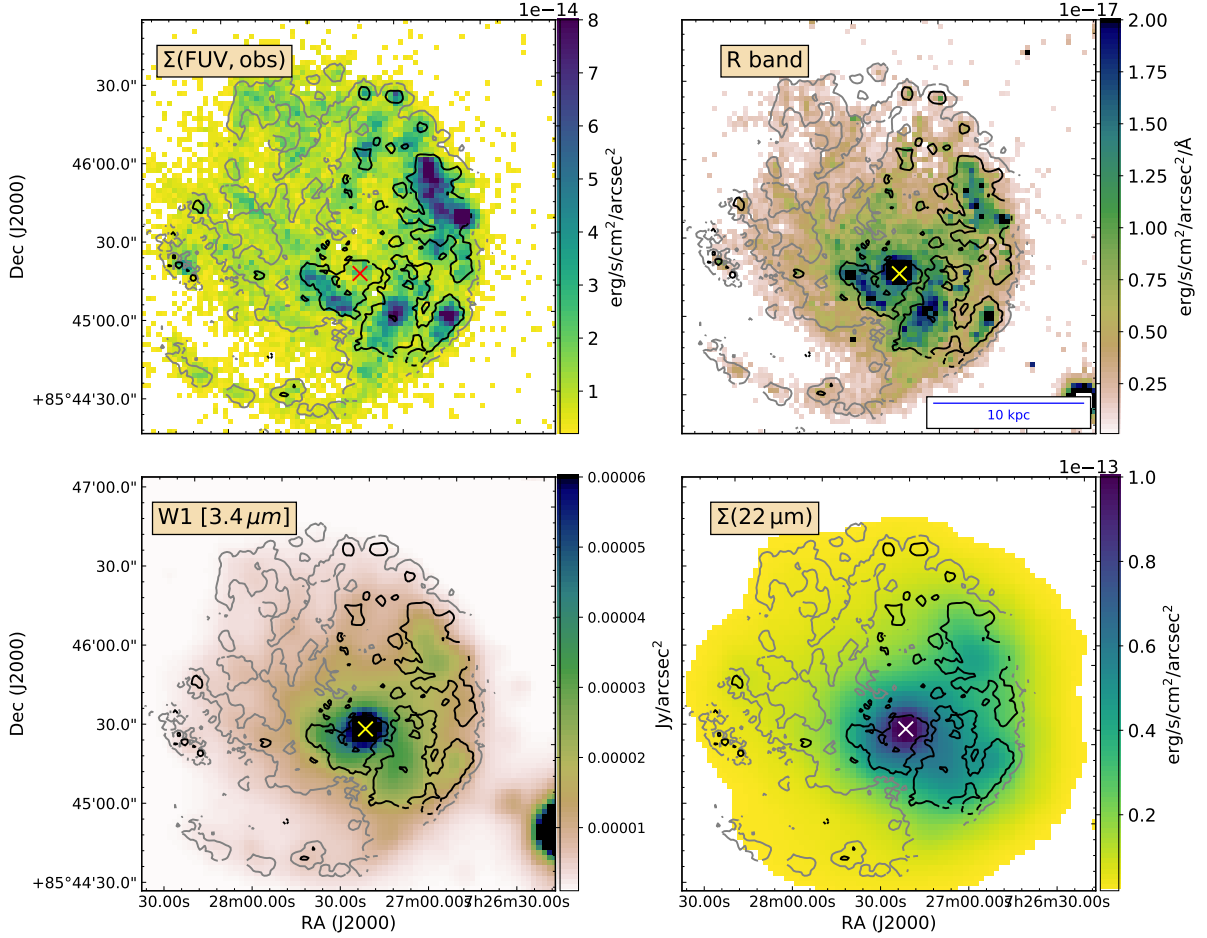 1e−14
1e−17
Σ(FUV, obs)
R band
30.0"
46'00.0"
30.0"
45'00.0"
+85°44'30.0"
Dec (J2000)
8
7
6
5
4
3
2
1
erg/s/cm²/arcsec²
2.00
1.75
1.50
1.25
1.00
0.75
0.50
0.25
erg/s/cm²/arcsec²/Å
10 kpc
1e−13
W1 [3.4 μm]
Σ(22 μm)
47'00.0"
30.0"
46'00.0"
30.0"
45'00.0"
+85°44'30.0"
Dec (J2000)
0.00006
0.00005
0.00004
0.00003
0.00002
0.00001
Jy/arcsec²
1.0
0.8
0.6
0.4
0.2
erg/s/cm²/arcsec²
30.00s 28m00.00s 30.00s 27m00.00s 7h26m30.00s
30.00s 28m00.00s 30.00s 27m00.00s 7h26m30.00s
RA (J2000)
RA (J2000)